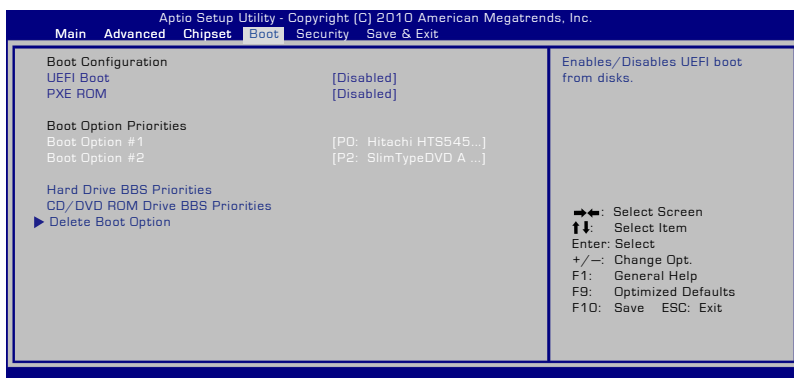 Aptio Setup Utility - Copyright (C) 2010 American Megatrends, Inc.
Main Advanced Chipset Boot Security Save & Exit
Boot Configuration
UEFI Boot [Disabled]
PXE ROM [Disabled]
Boot Option Priorities
Boot Option #1 [P0: Hitachi HTS545...]
Boot Option #2 [P2: SlimTypeDVD A ...]
Hard Drive BBS Priorities
CD/DVD ROM Drive BBS Priorities
Delete Boot Option
Enables/Disables UEFI boot
from disks.
→←: Select Screen
↑↓: Select Item
Enter: Select
+/—: Change Opt.
F1: General Help
F9: Optimized Defaults
F10: Save ESC: Exit